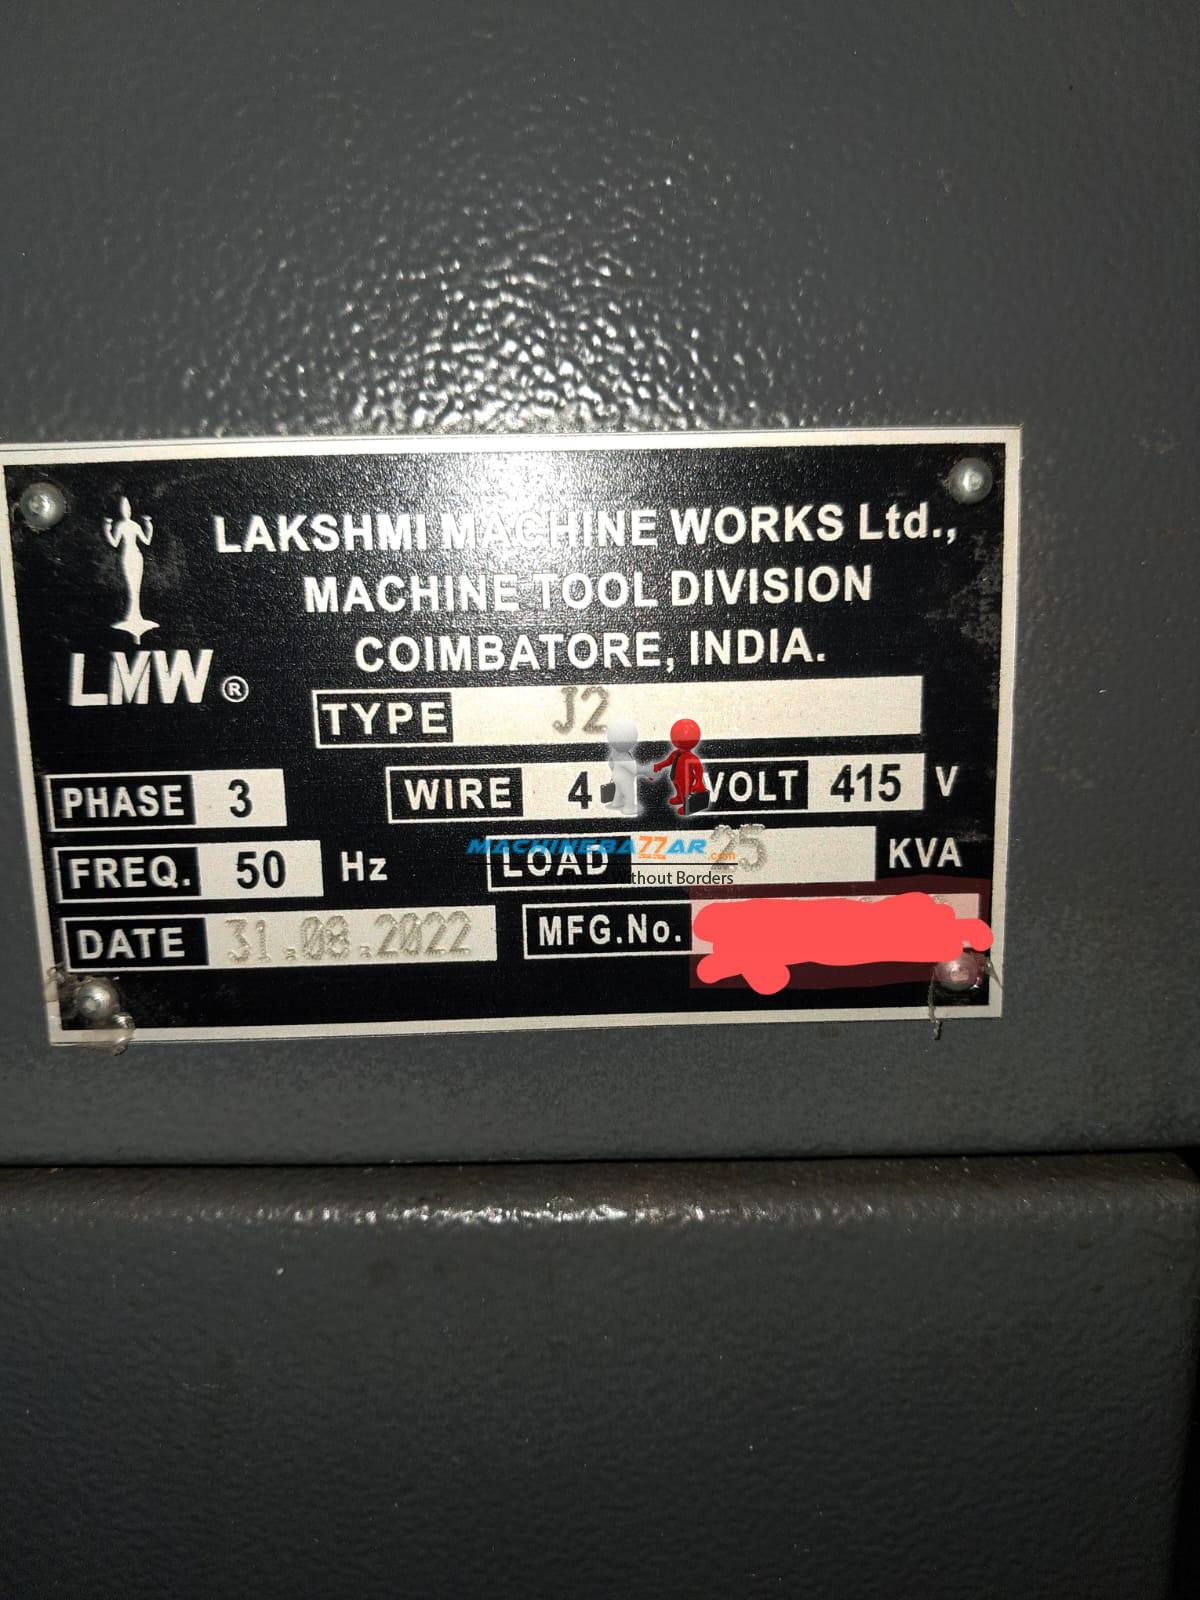 LAKSHMI MACHINE WORKS Ltd.,
MACHINE TOOL DIVISION
COIMBATORE, INDIA.
LMW ®
TYPE J2
PHASE 3 WIRE 4 VOLT 415 V
FREQ. 50 Hz LOAD 25 KVA
MACHINEBAZZAR.com
Without Borders
DATE 31.08.2022 MFG.No.